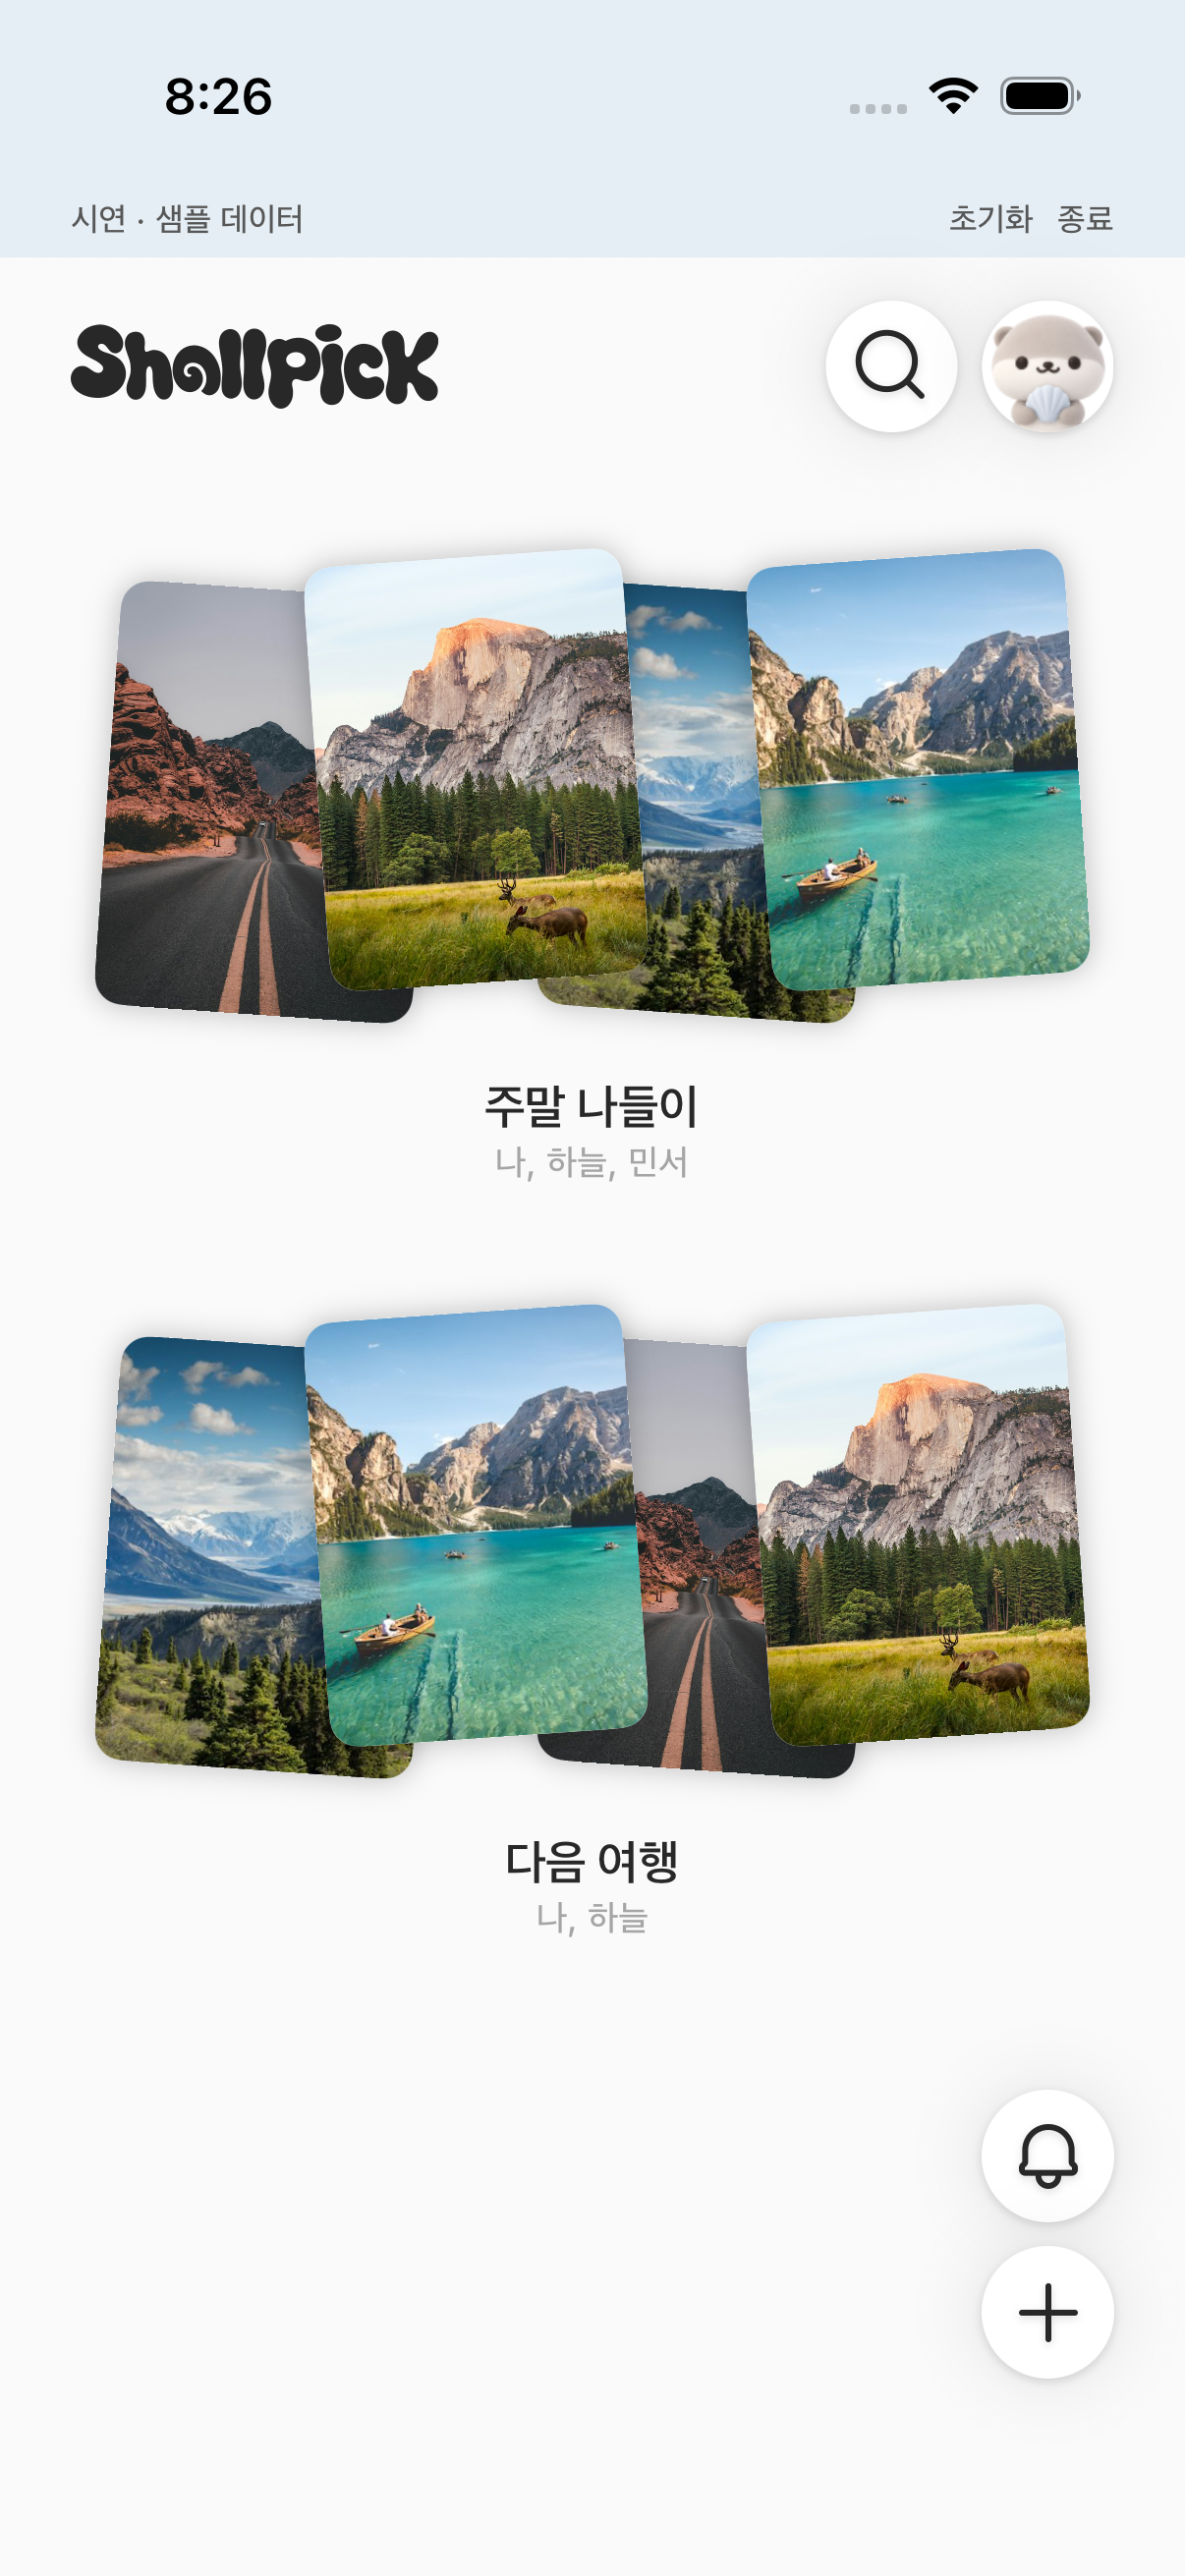 8:26
시연 · 샘플 데이터
초기화 종료
Shallpick
주말 나들이
나, 하늘, 민서
다음 여행
나, 하늘